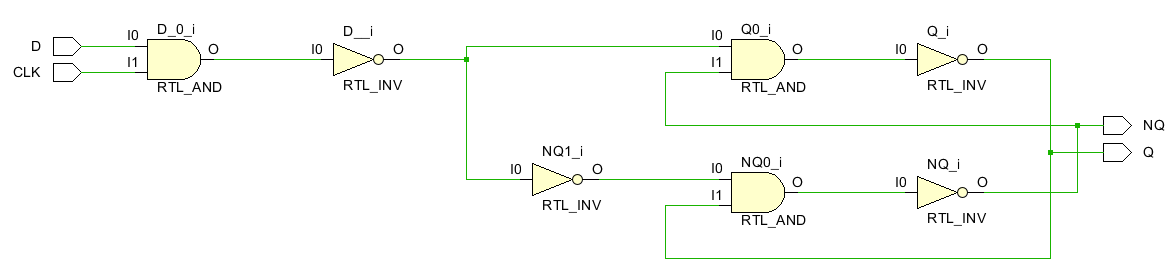 D_0_i
D__i
Q0_i
Q_i
D
I0
O
I0
O
I0
O
I0
O
CLK
I1
I1
RTL_AND
RTL_INV
RTL_AND
RTL_INV
NQ
NQ1_i
NQ0_i
NQ_i
Q
I0
O
I0
O
I0
O
I1
RTL_INV
RTL_AND
RTL_INV